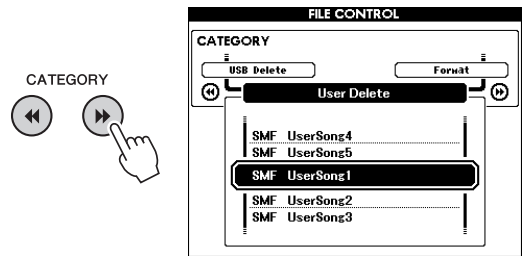 CATEGORY
FILE CONTROL
CATEGORY
USB Delete
Format
User Delete
SMF UserSong4
SMF UserSong5
SMF UserSong1
SMF UserSong2
SMF UserSong3